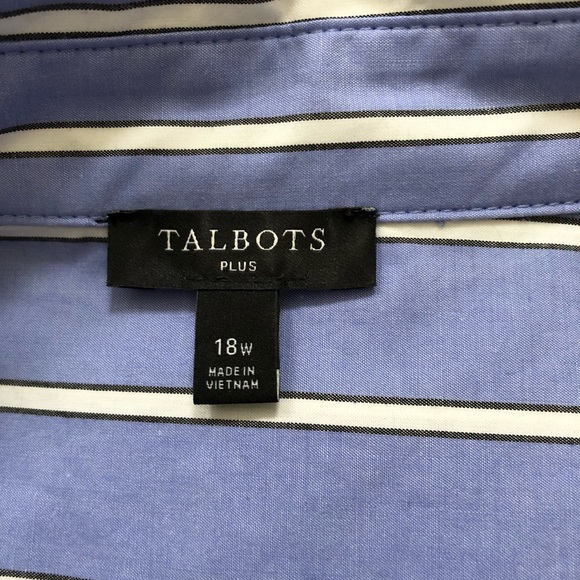 TALBOTS
PLUS
18W
MADE IN
VIETNAM